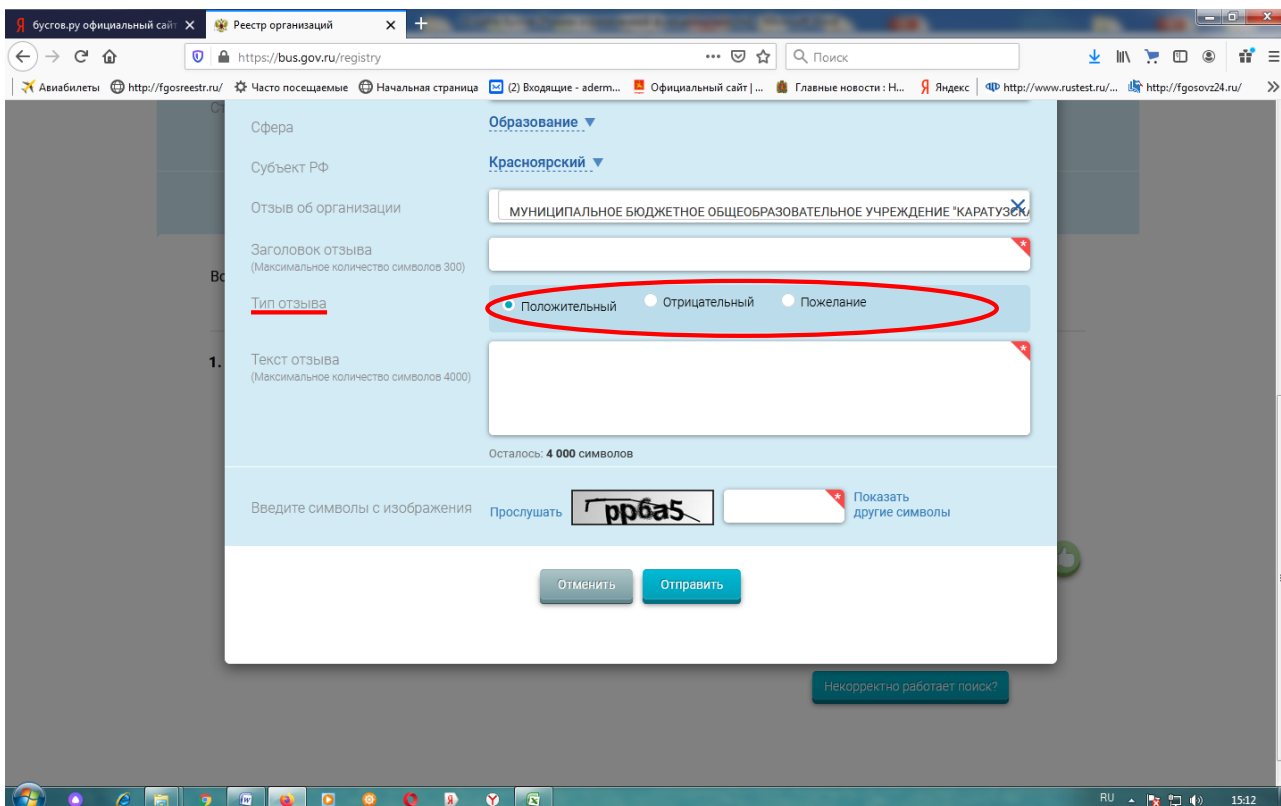 Я бусгов.ру официальный сайт
Реестр организаций
https://bus.gov.ru/registry
Поиск
Авиабилеты
http://fgosreestr.ru/
Часто посещаемые
Начальная страница
(2) Входящие - aderm...
Официальный сайт | ...
Главные новости : Н...
Я Яндекс
http://www.rustest.ru/...
http://fgosovz24.ru/
Сфера
Образование
Субъект РФ
Красноярский
Отзыв об организации
МУНИЦИПАЛЬНОЕ БЮДЖЕТНОЕ ОБЩЕОБРАЗОВАТЕЛЬНОЕ УЧРЕЖДЕНИЕ "КАРАТУЗСКА
Заголовок отзыва
(Максимальное количество символов 300)
Вс
Тип отзыва
Положительный
Отрицательный
Пожелание
1.
Текст отзыва
(Максимальное количество символов 4000)
Осталось: 4 000 символов
Введите символы с изображения
Прослушать
pp6a5
Показать
другие символы
Отменить
Отправить
Некорректно работает поиск?
RU
15:12